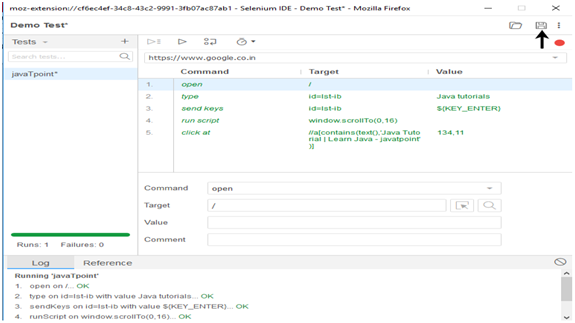 moz-extension://cf6ec4ef-34c8-43c2-9991-3fb07ac87ab1 - Selenium IDE - Demo Test* - Mozilla Firefox
Demo Test*
Tests
Search tests....
javaTpoint*
https://www.google.co.in
Command Target Value
1. open /
2. type id=lst-ib Java tutorials
3. send keys id=lst-ib ${KEY_ENTER}
4. run script window.scrollTo(0,16)
5. click at //a[contains(text(),'Java Tuto 134,11
rial | Learn Java - javatpoint'
)]
Command open
Target /
Value
Comment
Runs: 1 Failures: 0
Log Reference
Running 'javaTpoint'
1. open on /... OK
2. type on id=lst-ib with value Java tutorials... OK
3. sendKeys on id=lst-ib with value ${KEY_ENTER}... OK
4. runScript on window.scrollTo(0,16)... OK